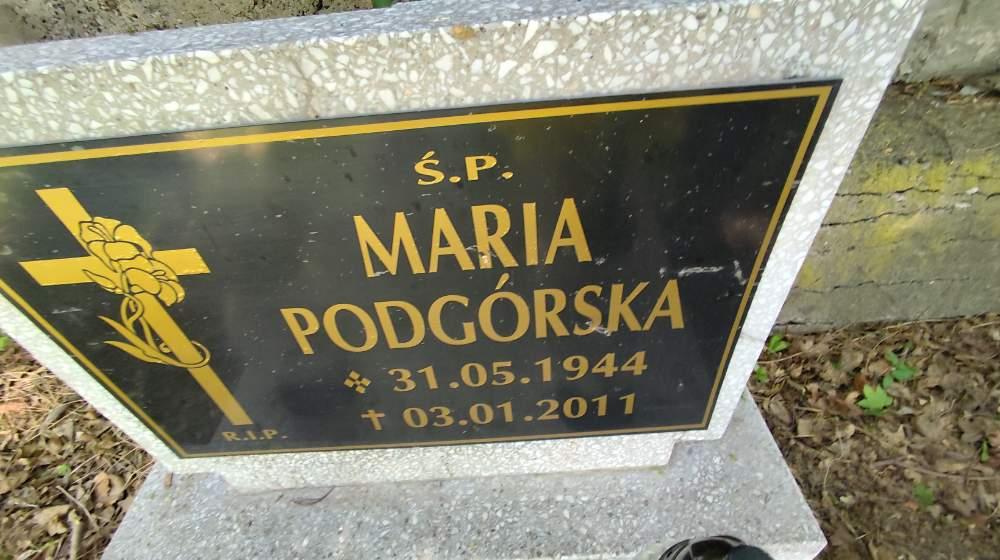 Ś.P.
MARIA
PODGÓRSKA
31.05.1944
03.01.2011
R.I.P.